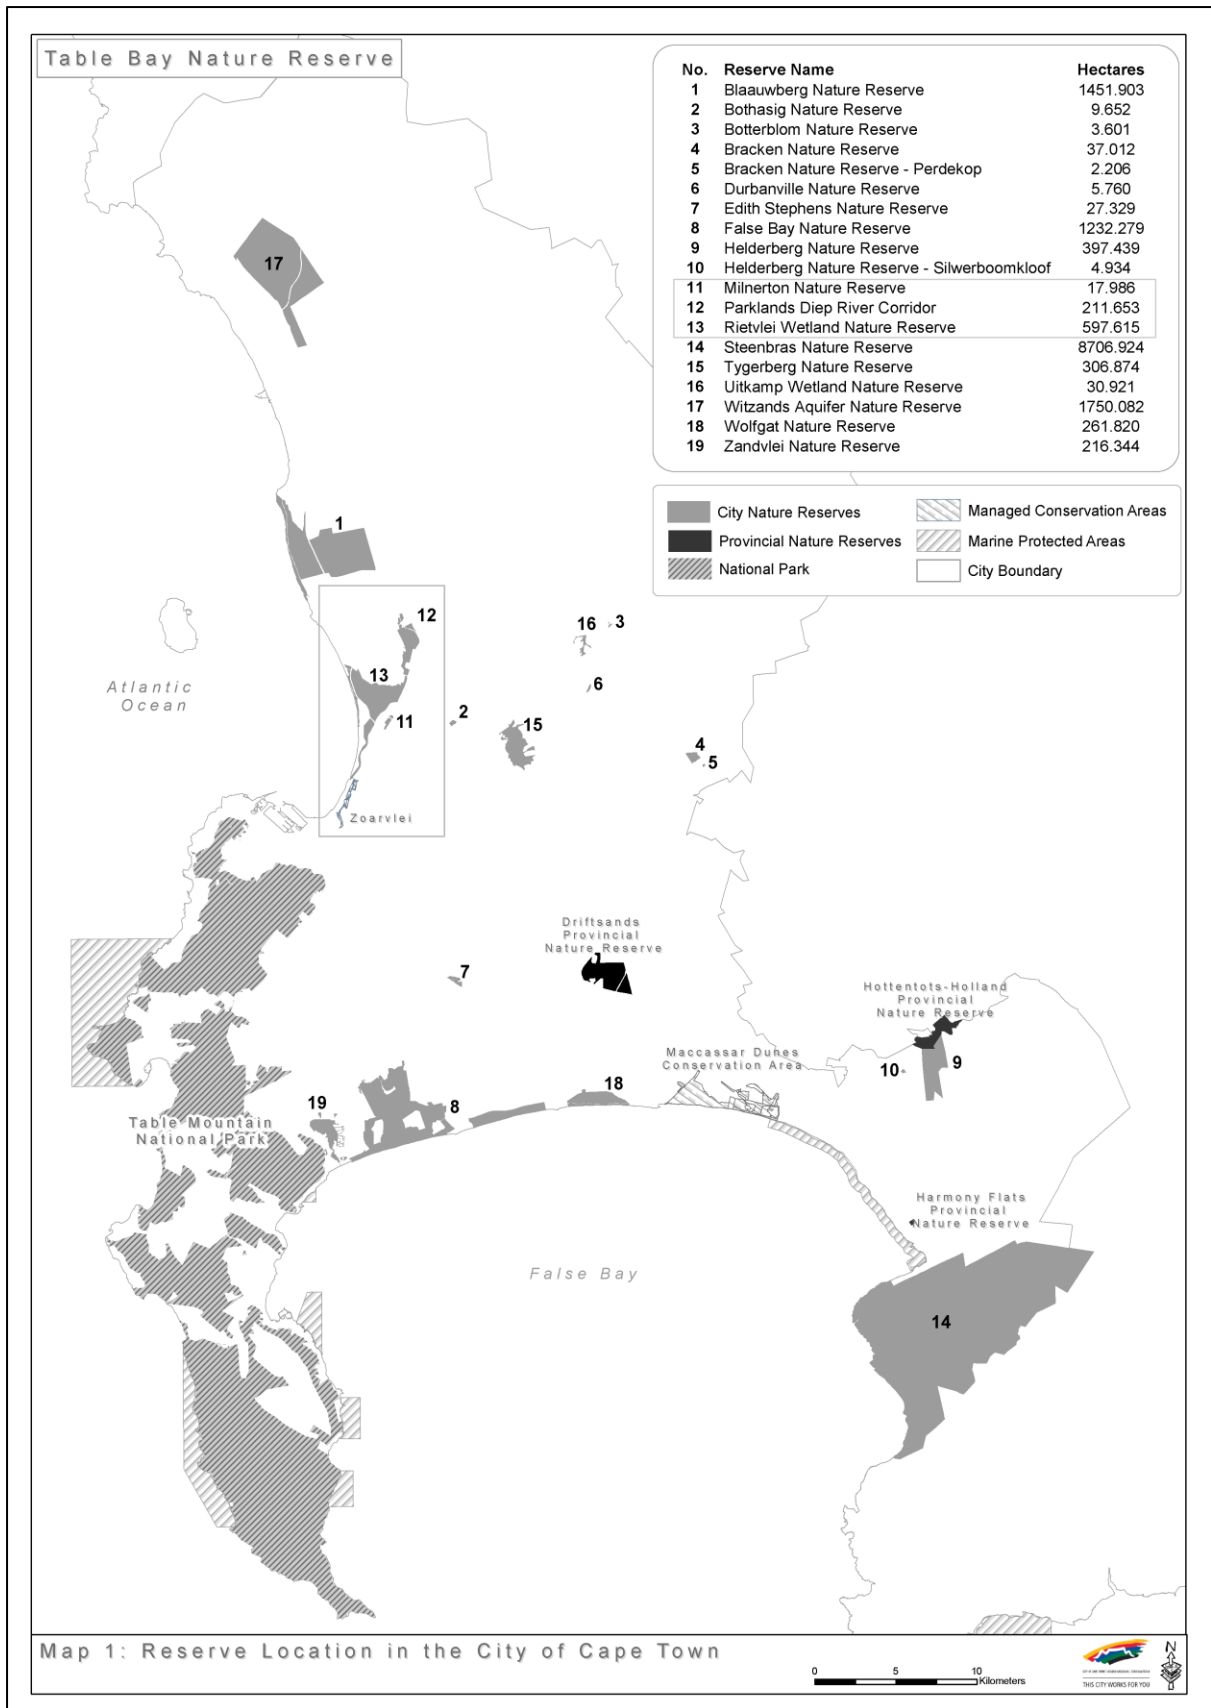 Table Bay Nature Reserve
No. Reserve Name Hectares
1 Blaauwberg Nature Reserve 1451.903
2 Bothasig Nature Reserve 9.652
3 Botterblom Nature Reserve 3.601
4 Bracken Nature Reserve 37.012
5 Bracken Nature Reserve - Perdekop 2.206
6 Durbanville Nature Reserve 5.760
7 Edith Stephens Nature Reserve 27.329
8 False Bay Nature Reserve 1232.279
9 Helderberg Nature Reserve 397.439
10 Helderberg Nature Reserve - Silwerboomkloof 4.934
11 Milnerton Nature Reserve 17.986
12 Parklands Diep River Corridor 211.653
13 Rietvlei Wetland Nature Reserve 597.615
14 Steenbras Nature Reserve 8706.924
15 Tygerberg Nature Reserve 306.874
16 Uitkamp Wetland Nature Reserve 30.921
17 Witzands Aquifer Nature Reserve 1750.082
18 Wolfgat Nature Reserve 261.820
19 Zandvlei Nature Reserve 216.344
City Nature Reserves
Provincial Nature Reserves
National Park
Managed Conservation Areas
Marine Protected Areas
City Boundary
17
1
12
16
3
13
6
Atlantic
Ocean
11
2
15
4
5
Zoarvlei
Driftsands
Provincial
Nature Reserve
7
Hottentots-Holland
Provincial
Nature Reserve
Maccassar Dunes
Conservation Area
10
9
18
19
8
Table Mountain
National Park
Harmony Flats
Provincial
Nature Reserve
False Bay
14
Map 1: Reserve Location in the City of Cape Town
0 5 10
Kilometers
THIS CITY WORKS FOR YOU
N